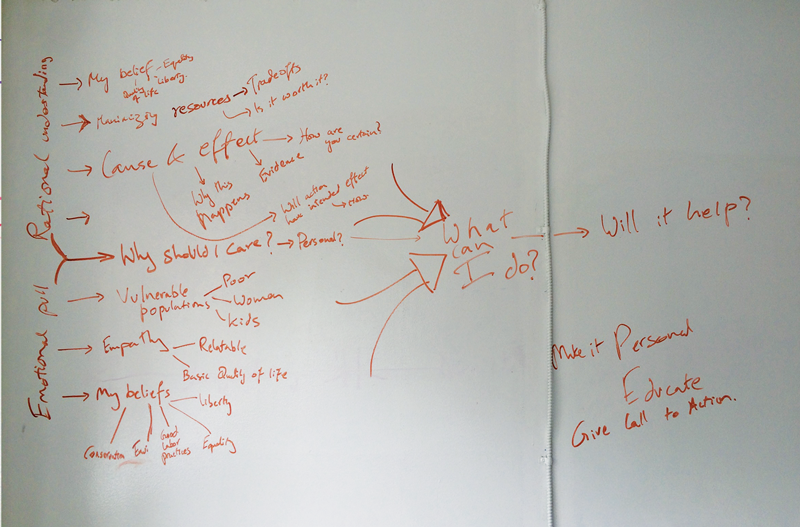 Rational understanding
My belief - Equality
Liberty.
Quality
of life
Maximizing resources
Tradeoffs
Is it worth it?
Cause & effect
How are
you certain?
Evidence
Why this
happens
Will action
have intended effect
How
Why should I care?
Personal?
What
can
I do?
Will it help?
Emotional pull
Vulnerable
populations
Poor
Women
Kids
Empathy
Relatable
Basic Quality of life
My beliefs
Liberty
Equality
Good
labor
practices
Conservation
Make it Personal
Educate
Give Call to Action.